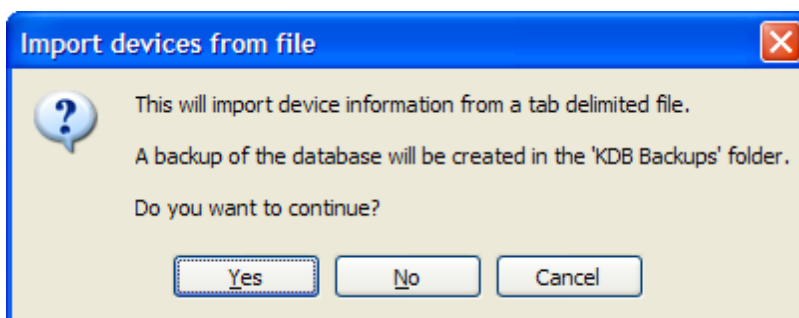 Import devices from file
?
This will import device information from a tab delimited file.
A backup of the database will be created in the 'KDB Backups' folder.
Do you want to continue?
Yes No Cancel